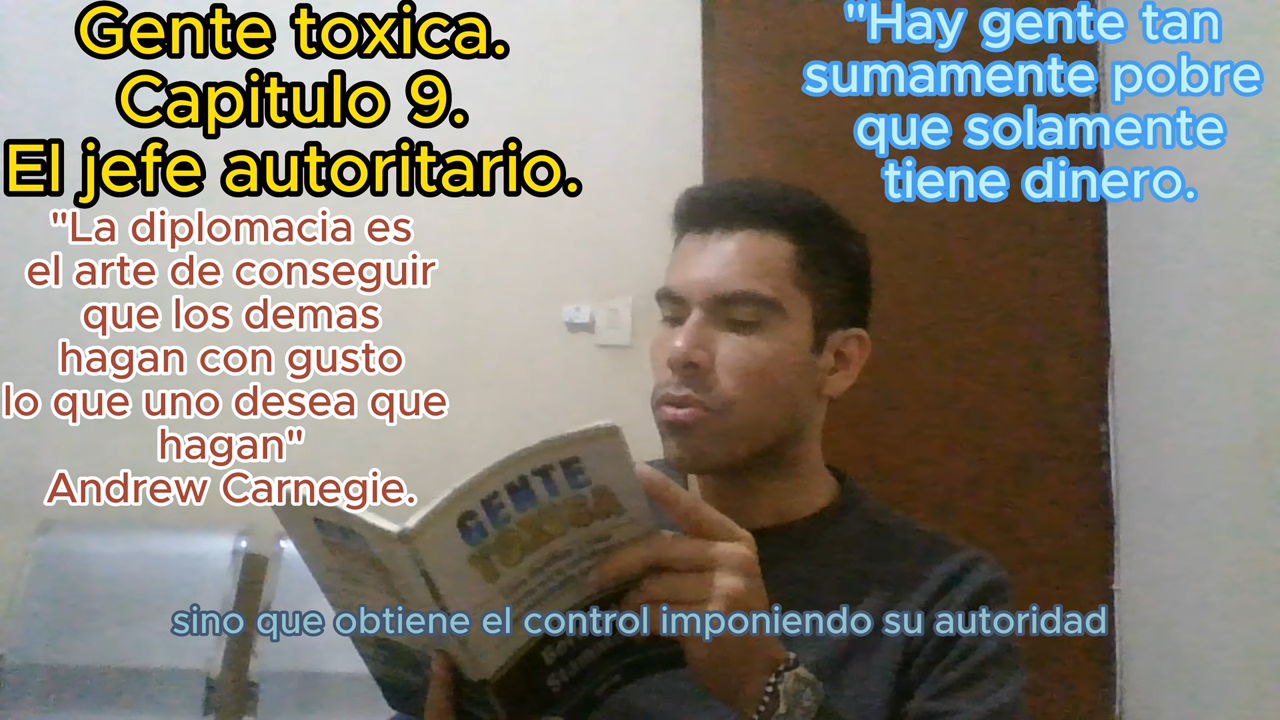 Gente toxica.
Capitulo 9.
El jefe autoritario.
"Hay gente tan
sumamente pobre
que solamente
tiene dinero.
"La diplomacia es
el arte de conseguir
que los demas
hagan con gusto
lo que uno desea que
hagan"
Andrew Carnegie.
GENTE
TOXICA
sino que obtiene el control imponiendo su autoridad